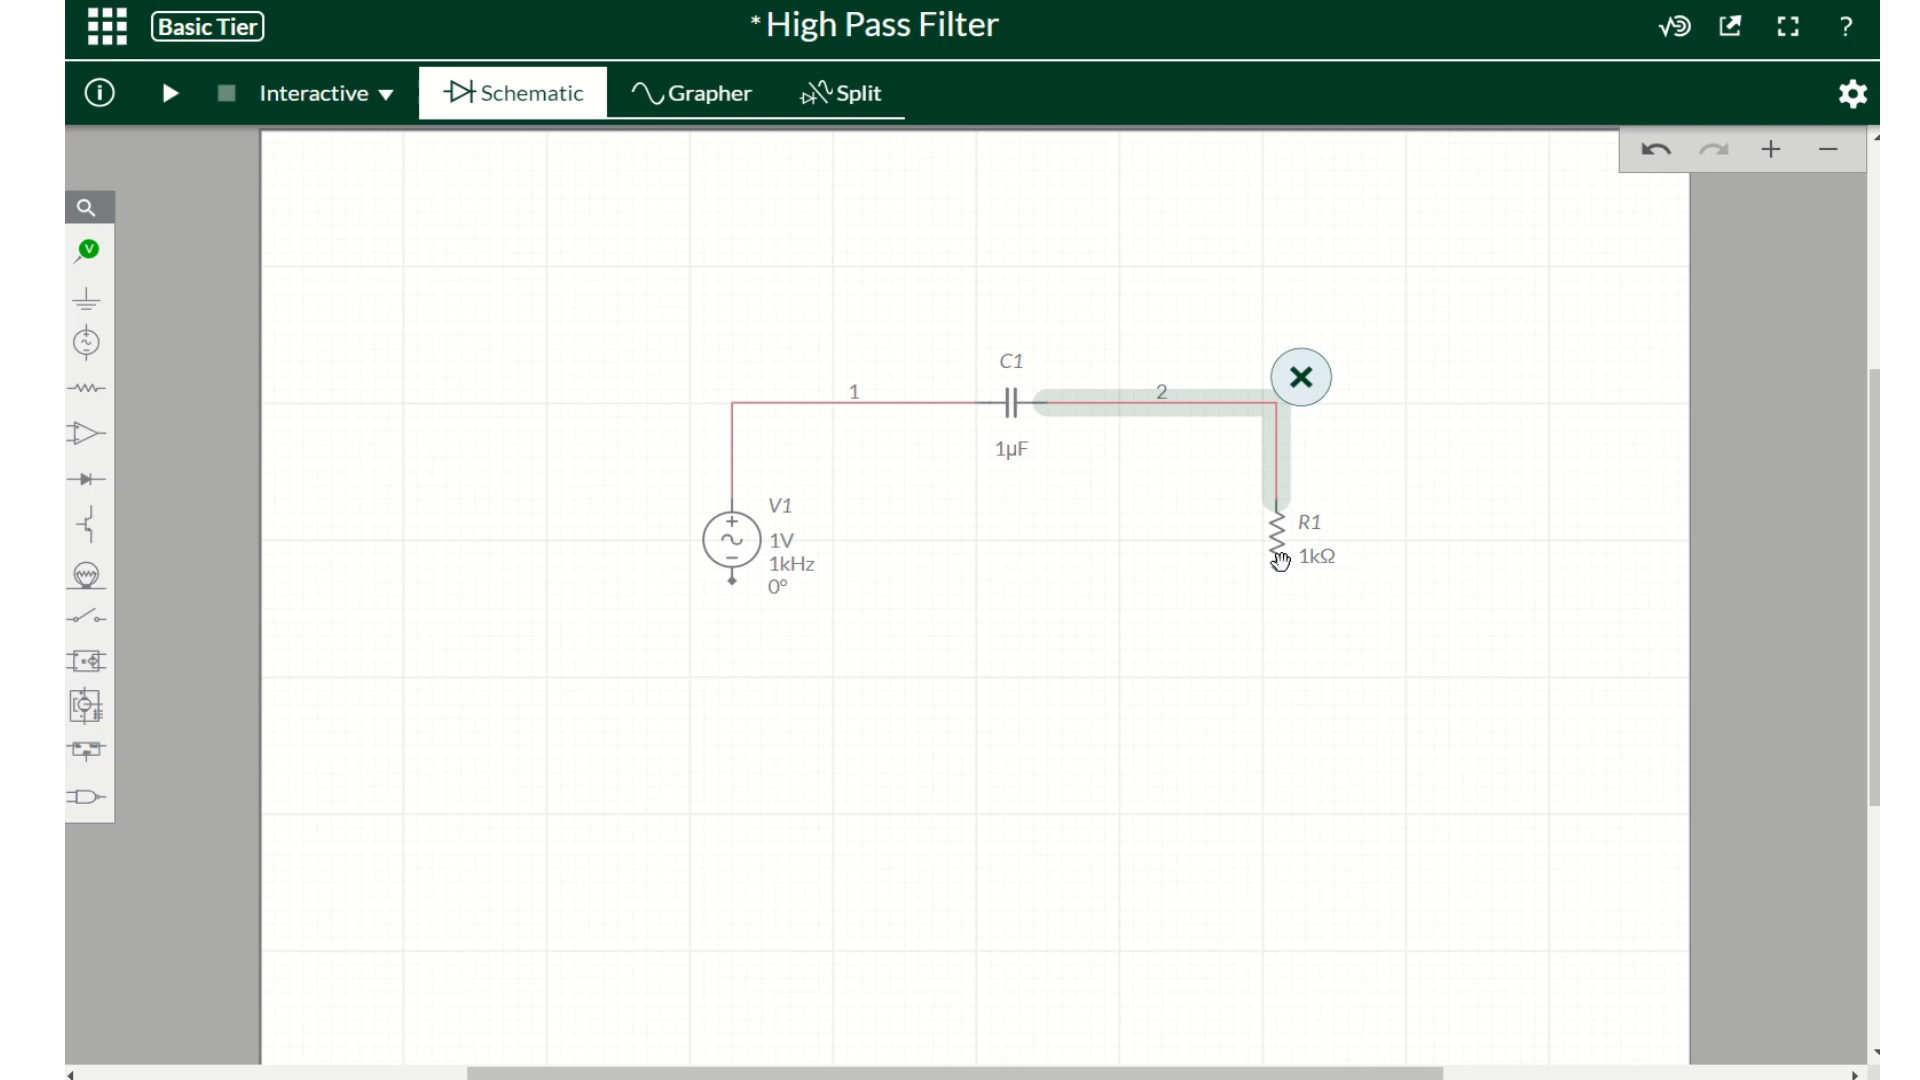 Basic Tier
*High Pass Filter
?
Interactive
Schematic
Grapher
Split
V
C1
1
2
1µF
V1
1V
1kHz
0°
R1
1kΩ